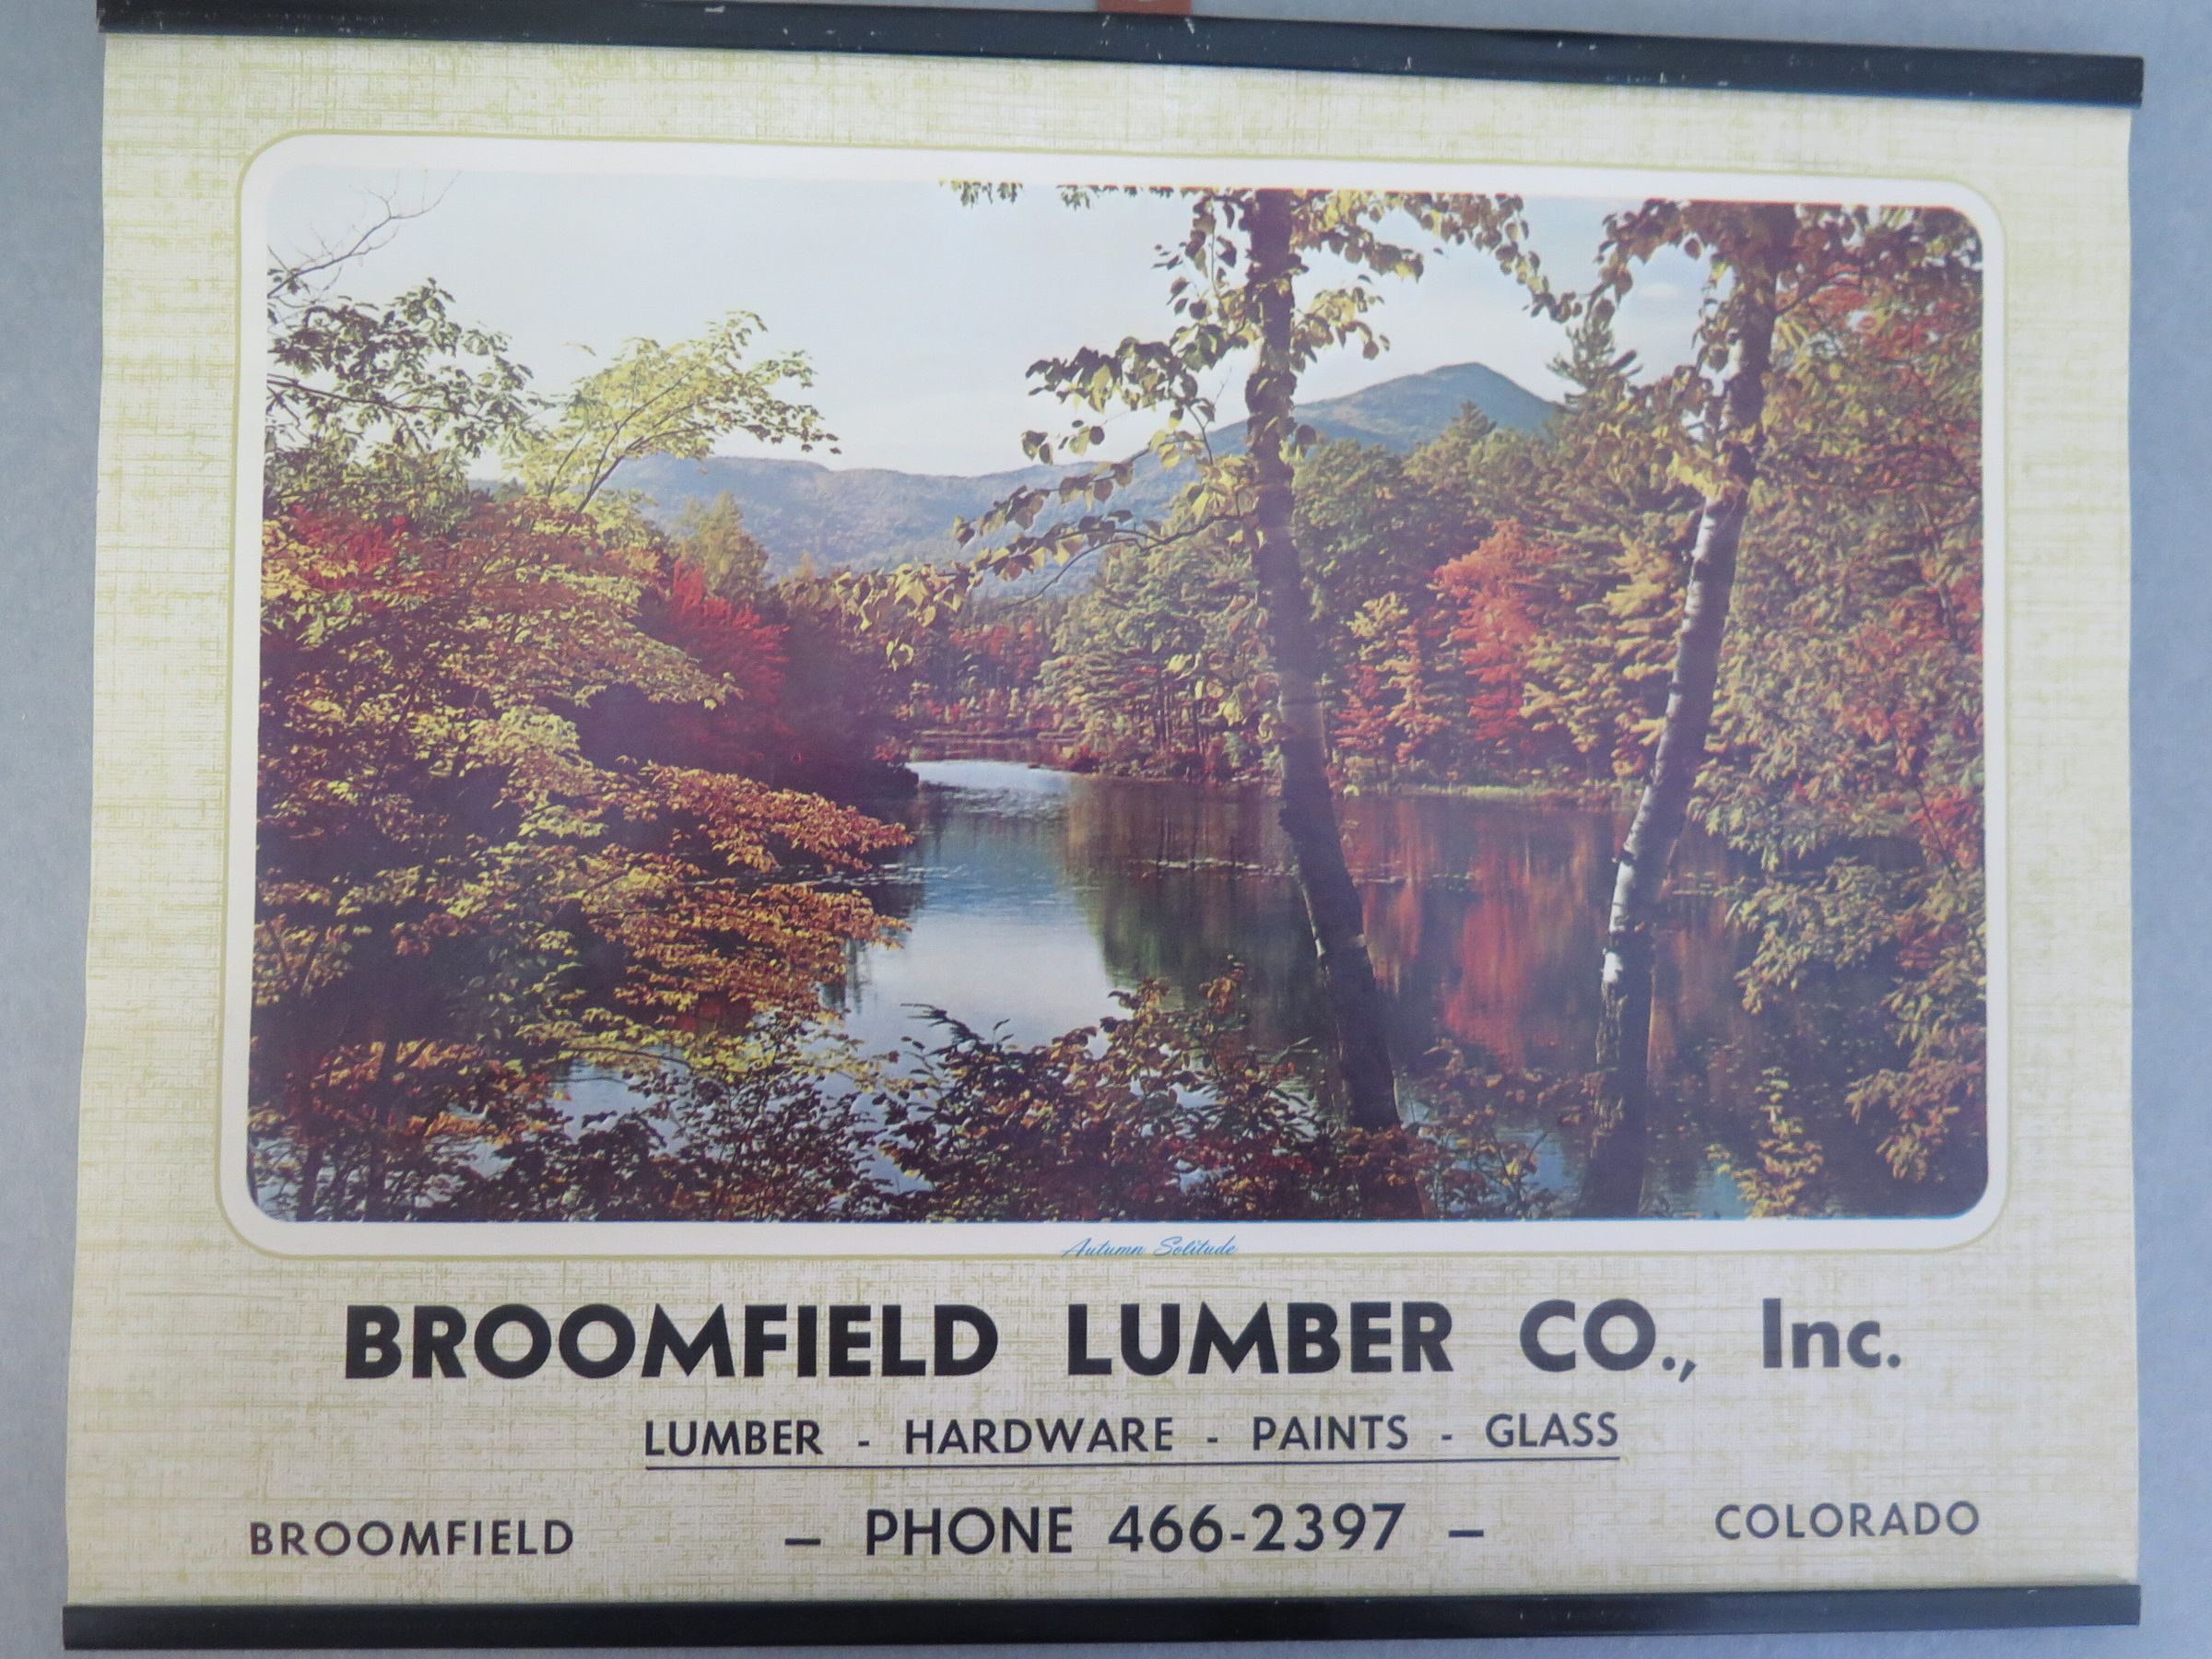 Autumn Solitude
BROOMFIELD LUMBER CO., Inc.
LUMBER - HARDWARE - PAINTS - GLASS
BROOMFIELD – PHONE 466-2397 – COLORADO